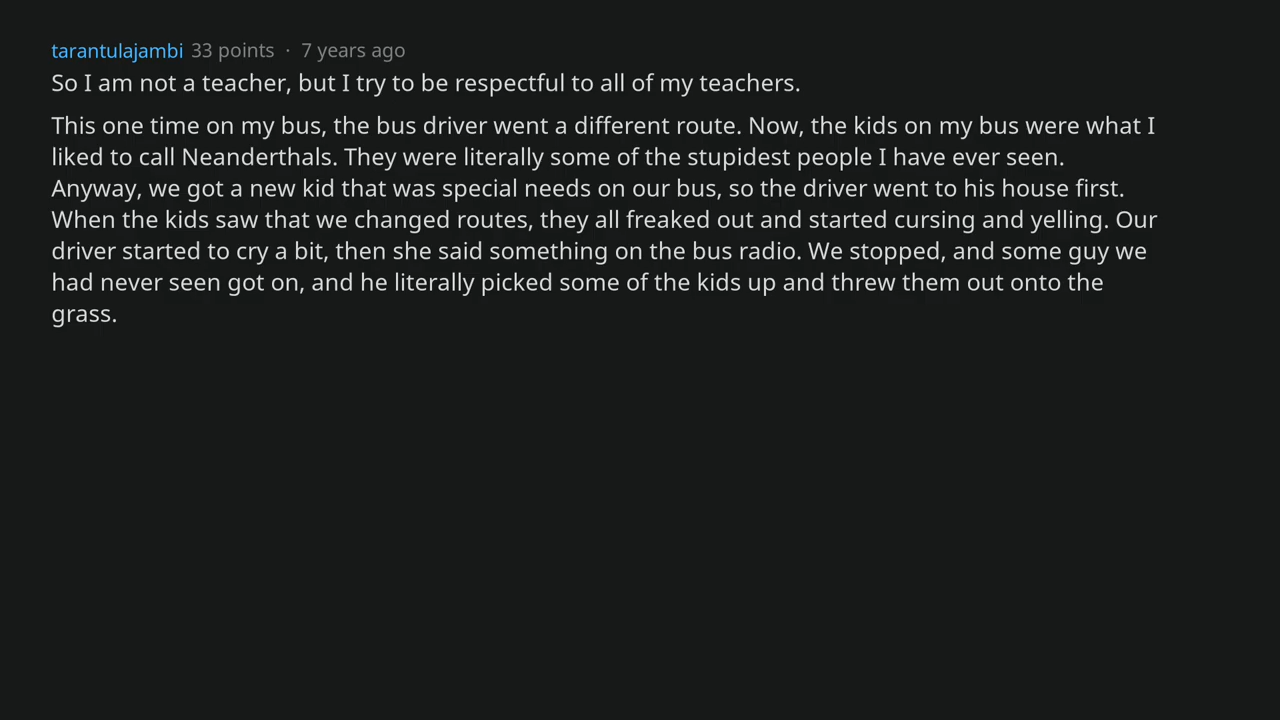 tarantulajambi 33 points · 7 years ago
So I am not a teacher, but I try to be respectful to all of my teachers.
This one time on my bus, the bus driver went a different route. Now, the kids on my bus were what I
liked to call Neanderthals. They were literally some of the stupidest people I have ever seen.
Anyway, we got a new kid that was special needs on our bus, so the driver went to his house first.
When the kids saw that we changed routes, they all freaked out and started cursing and yelling. Our
driver started to cry a bit, then she said something on the bus radio. We stopped, and some guy we
had never seen got on, and he literally picked some of the kids up and threw them out onto the
grass.